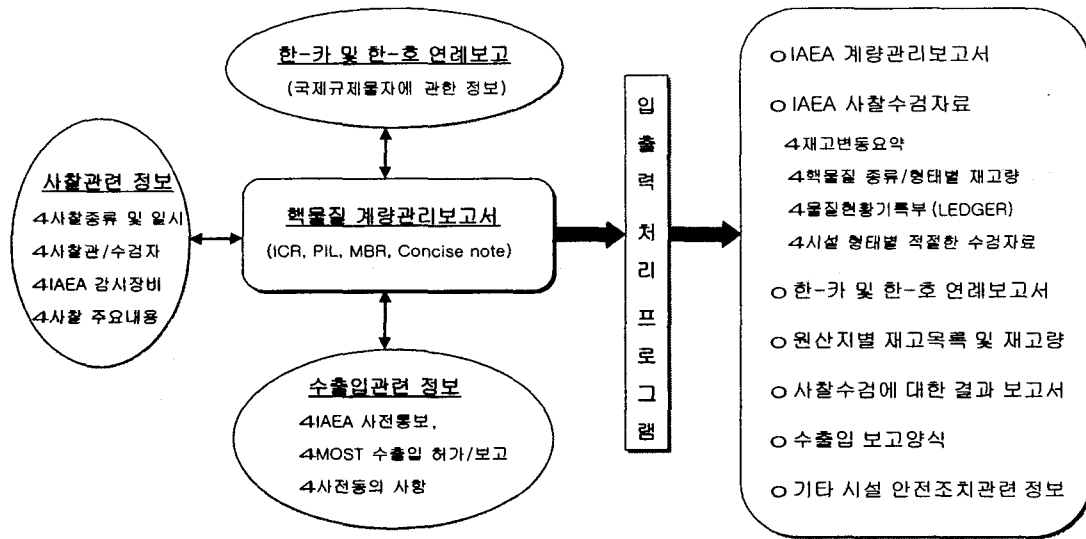 한-카 및 한-호 연례보고
(국제규제물자에 관한 정보)
사찰관련 정보
4사찰종류 및 일시
4사찰관/수검자
4IAEA 감시장비
4사찰 주요내용
핵물질 계량관리보고서
(ICR, PIL, MBR, Concise note)
수출입관련 정보
4IAEA 사전통보,
4MOST 수출입 허가/보고
4사전동의 사항
입출력 처리프로그램
o IAEA 계량관리보고서
o IAEA 사찰수검자료
4재고변동요약
4핵물질 종류/형태별 재고량
4물질현황기록부(LEDGER)
4시설 형태별 적절한 수검자료
o 한-카 및 한-호 연례보고서
o 원산지별 재고목록 및 재고량
o 사찰수검에 대한 결과 보고서
o 수출입 보고양식
o 기타 시설 안전조치관련 정보